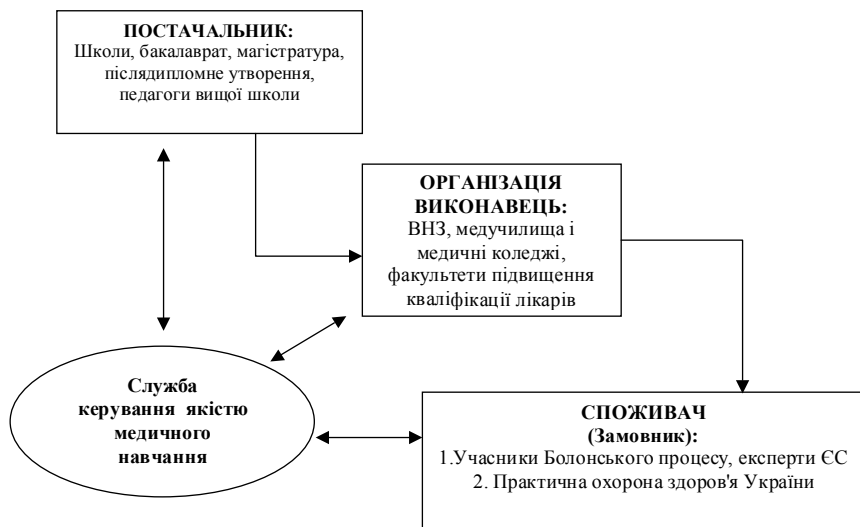 ПОСТАЧАЛЬНИК:
Школи, бакалаврат, магістратура,
післядипломне утворення,
педагоги вищої школи
ОРГАНІЗАЦІЯ
ВИКОНАВЕЦЬ:
ВНЗ, медучилища і
медичні коледжі,
факультети підвищення
кваліфікації лікарів
Служба
керування якістю
медичного
навчання
СПОЖИВАЧ
(Замовник):
1.Учасники Болонського процесу, експерти ЄС
2. Практична охорона здоров'я України